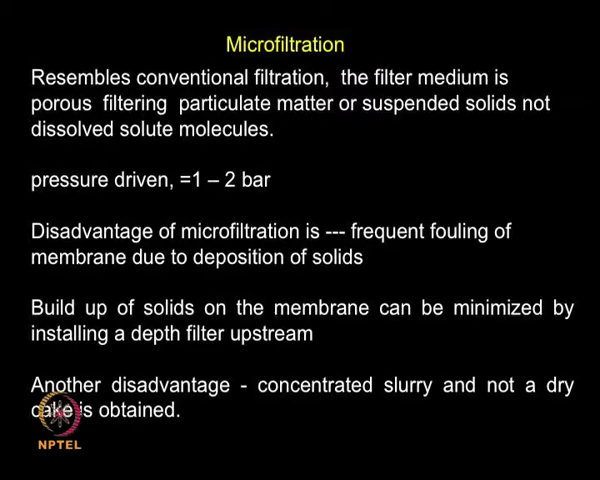 Microfiltration
Resembles conventional filtration, the filter medium is
porous filtering particulate matter or suspended solids not
dissolved solute molecules.
pressure driven, =1 – 2 bar
Disadvantage of microfiltration is --- frequent fouling of
membrane due to deposition of solids
Build up of solids on the membrane can be minimized by
installing a depth filter upstream
Another disadvantage - concentrated slurry and not a dry
cake is obtained.
NPTEL